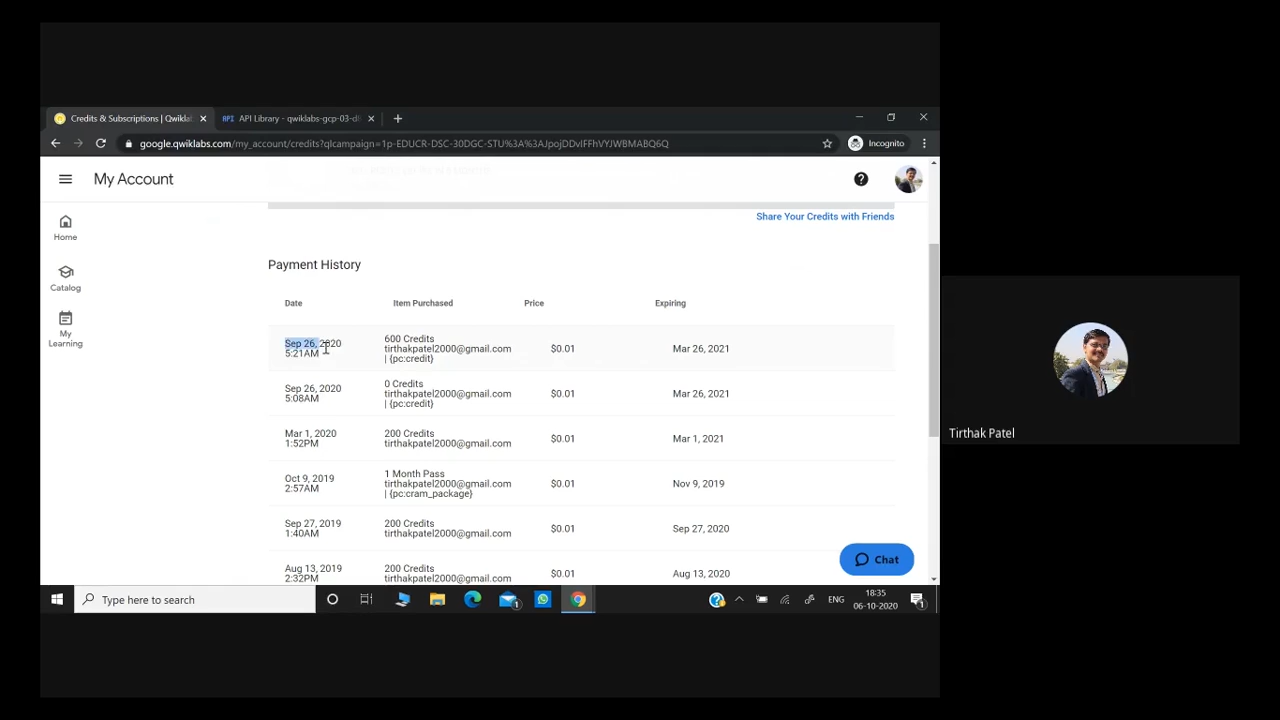 Credits & Subscriptions | Qwikla
API API Library - qwiklabs-gcp-03-d
google.qwiklabs.com/my_account/credits?qlcampaign=1p-EDUCR-DSC-30DGC-STU%3A%3AJpojDDvIFFhVYJWBMABQ6Q
Incognito
My Account
Home
Catalog
My
Learning
Share Your Credits with Friends
Payment History
Date Item Purchased Price Expiring
Sep 26, 2020
5:21AM
600 Credits
tirthakpatel2000@gmail.com
| {pc:credit}
$0.01
Mar 26, 2021
Sep 26, 2020
5:08AM
0 Credits
tirthakpatel2000@gmail.com
| {pc:credit}
$0.01
Mar 26, 2021
Mar 1, 2020
1:52PM
200 Credits
tirthakpatel2000@gmail.com
$0.01
Mar 1, 2021
Oct 9, 2019
2:57AM
1 Month Pass
tirthakpatel2000@gmail.com
| {pc:cram_package}
$0.01
Nov 9, 2019
Sep 27, 2019
1:40AM
200 Credits
tirthakpatel2000@gmail.com
$0.01
Sep 27, 2020
Aug 13, 2019
2:32PM
200 Credits
tirthakpatel2000@gmail.com
$0.01
Aug 13, 2020
Chat
Type here to search
1
ENG
18:35
06-10-2020
1
Tirthak Patel